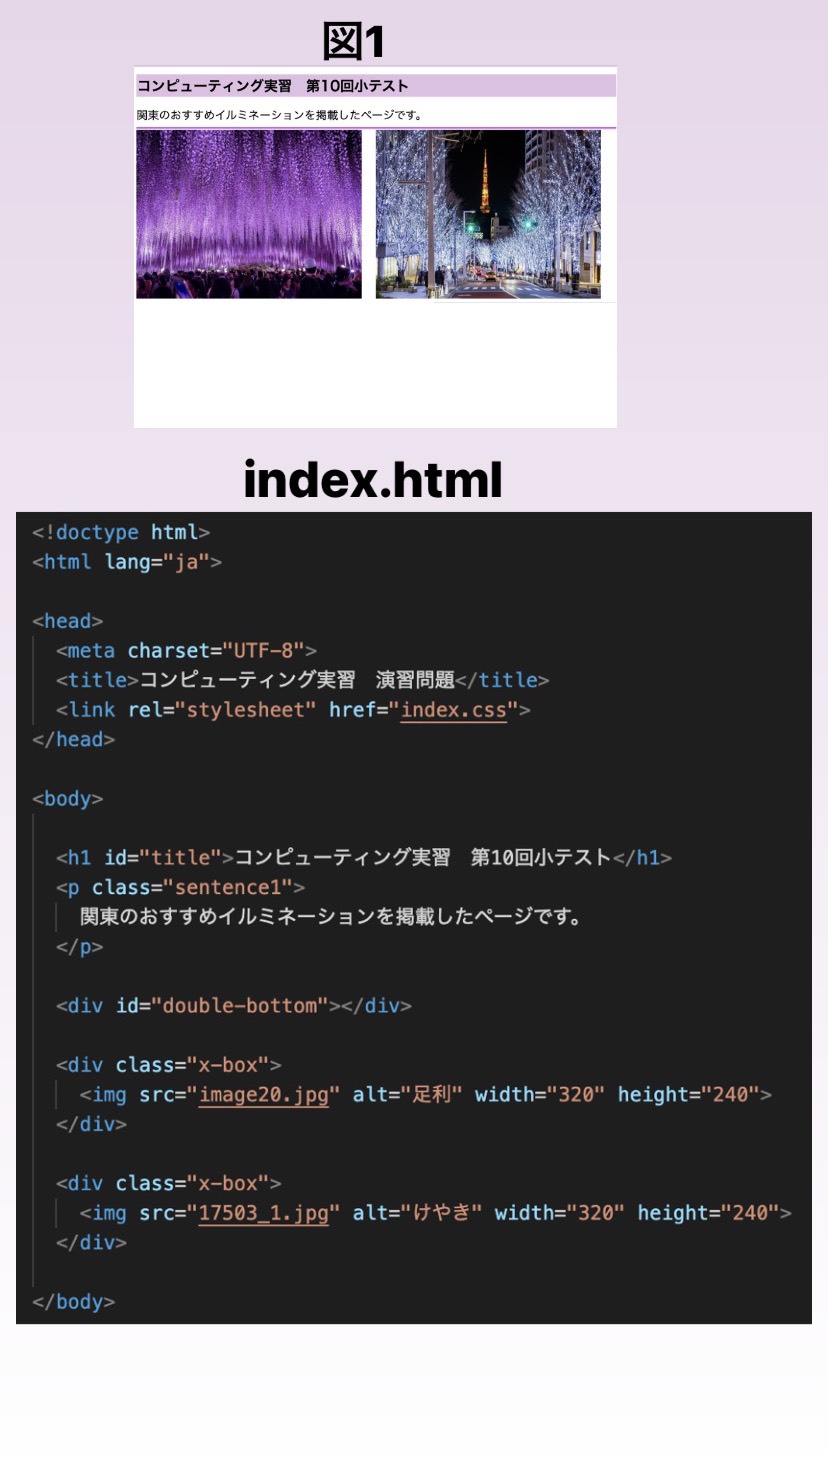 図1
コンピューティング実習　第10回小テスト
関東のおすすめイルミネーションを掲載したページです。
index.html
<!doctype html>
<html lang="ja">
<head>
<meta charset="UTF-8">
<title>コンピューティング実習　演習問題</title>
<link rel="stylesheet" href="index.css">
</head>
<body>
<h1 id="title">コンピューティング実習　第10回小テスト</h1>
<p class="sentence1">
関東のおすすめイルミネーションを掲載したページです。
</p>
<div id="double-bottom"></div>
<div class="x-box">
<img src="image20.jpg" alt="足利" width="320" height="240">
</div>
<div class="x-box">
<img src="17503_1.jpg" alt="けやき" width="320" height="240">
</div>
</body>